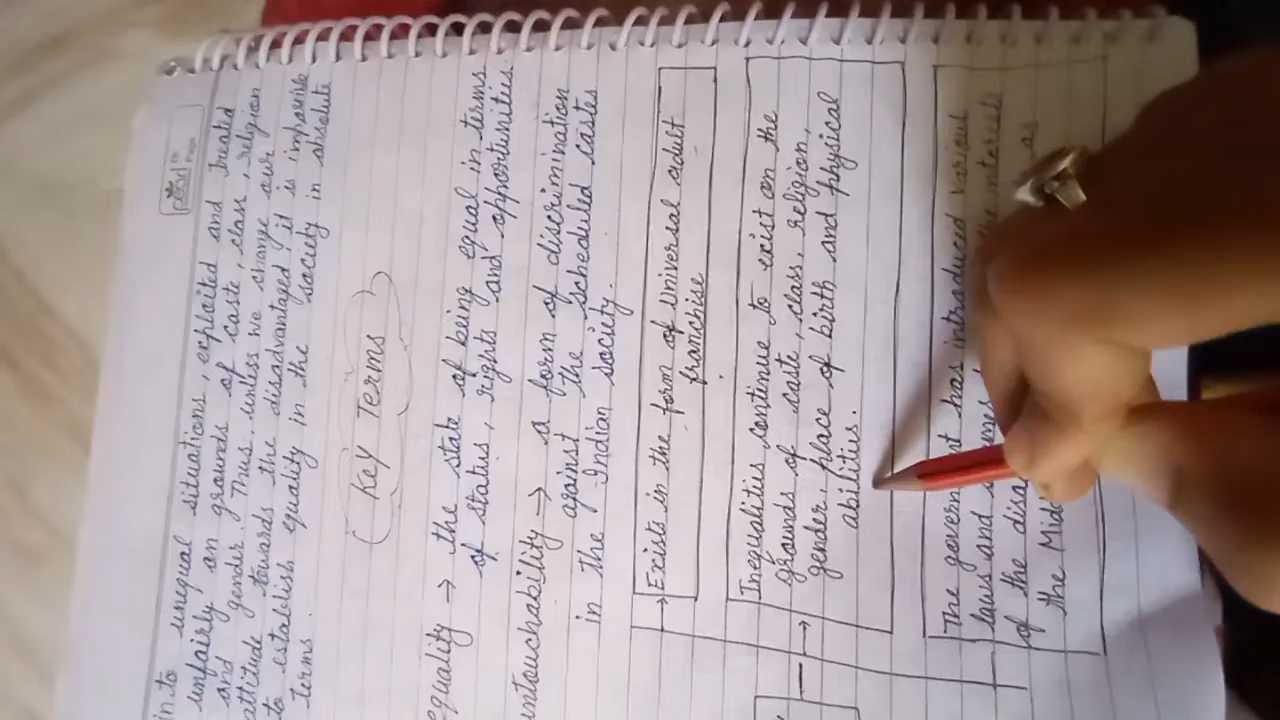 into unequal situations, exploited and treated
unfairly on grounds of caste, class, religion
and gender. Thus, unless we change our
attitude towards the disadvantaged, it is impossible
to establish equality in the society in absolute
terms.
Key Terms
equality → the state of being equal in terms
of status, rights and opportunities.
untouchability → a form of discrimination
against the scheduled castes
in the Indian society.
Exists in the form of Universal adult
franchise
Inequalities continue to exist on the
grounds of caste, class, religion,
gender, place of birth and physical
abilities.
The has introduced various
laws and interests
of the as
the